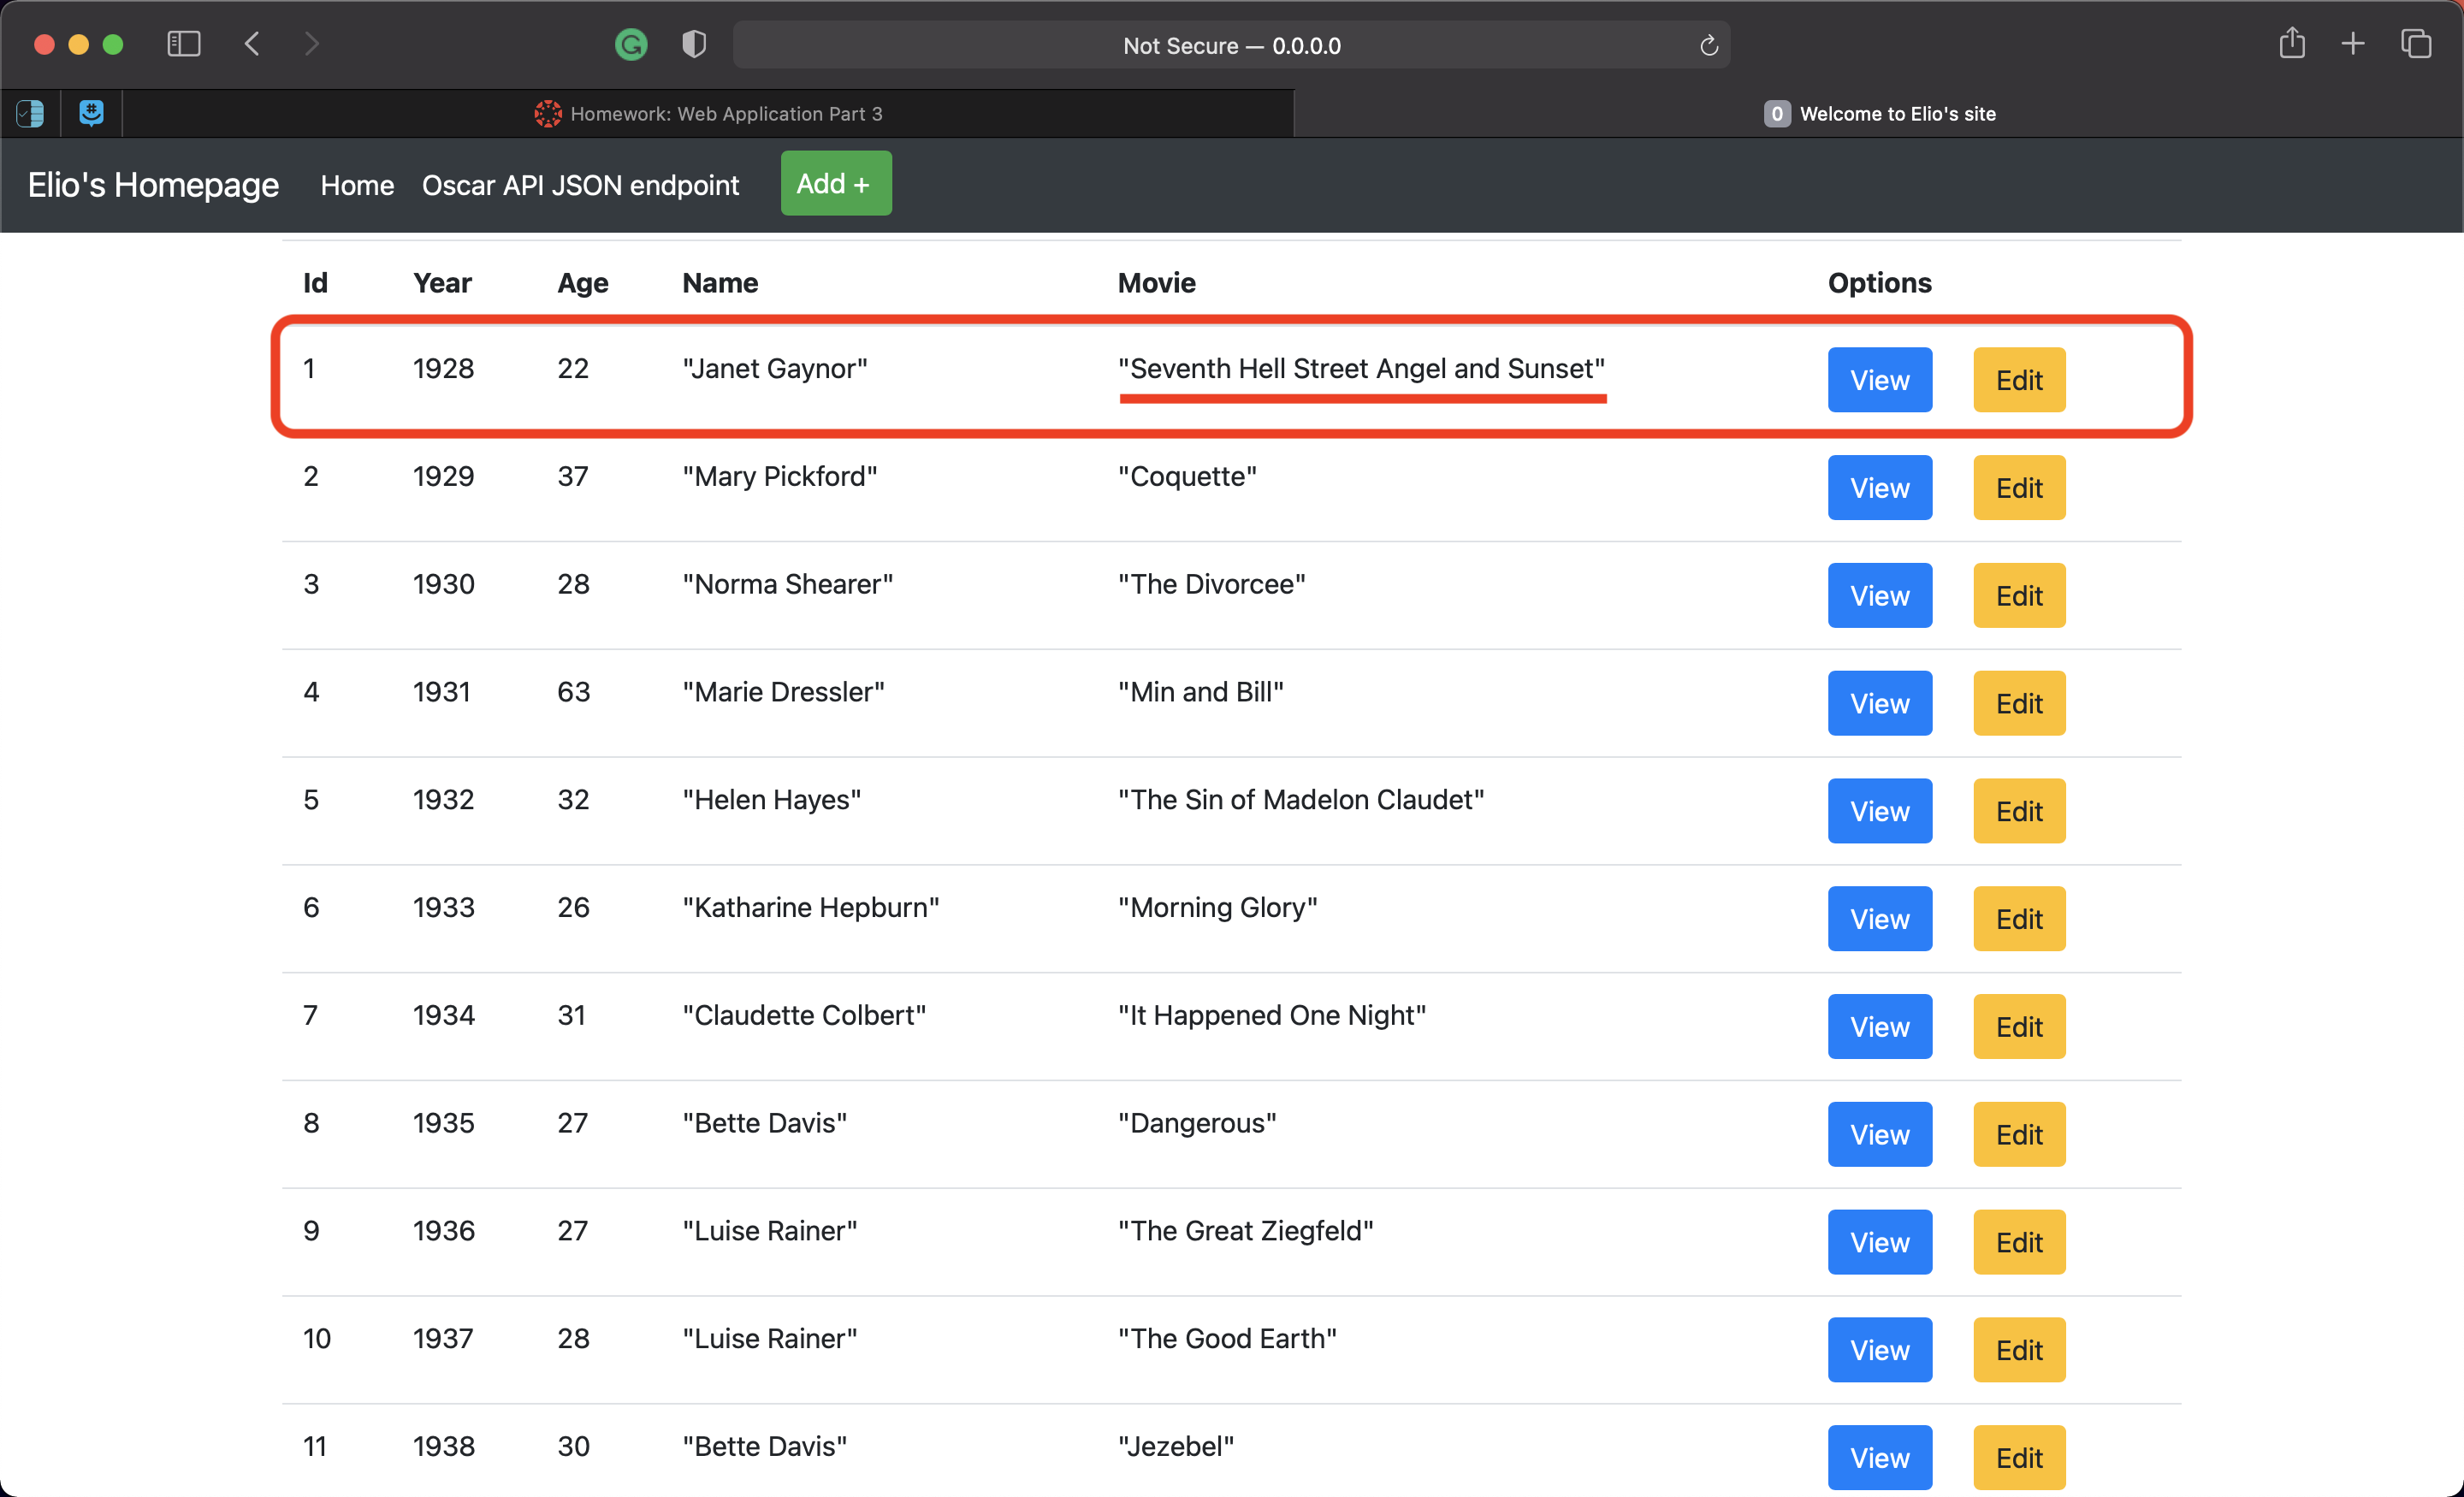 Not Secure — 0.0.0.0
Homework: Web Application Part 3
0 Welcome to Elio's site
Elio's Homepage Home Oscar API JSON endpoint Add +
Id Year Age Name Movie Options
1 1928 22 "Janet Gaynor" "Seventh Hell Street Angel and Sunset" View Edit
2 1929 37 "Mary Pickford" "Coquette" View Edit
3 1930 28 "Norma Shearer" "The Divorcee" View Edit
4 1931 63 "Marie Dressler" "Min and Bill" View Edit
5 1932 32 "Helen Hayes" "The Sin of Madelon Claudet" View Edit
6 1933 26 "Katharine Hepburn" "Morning Glory" View Edit
7 1934 31 "Claudette Colbert" "It Happened One Night" View Edit
8 1935 27 "Bette Davis" "Dangerous" View Edit
9 1936 27 "Luise Rainer" "The Great Ziegfeld" View Edit
10 1937 28 "Luise Rainer" "The Good Earth" View Edit
11 1938 30 "Bette Davis" "Jezebel" View Edit